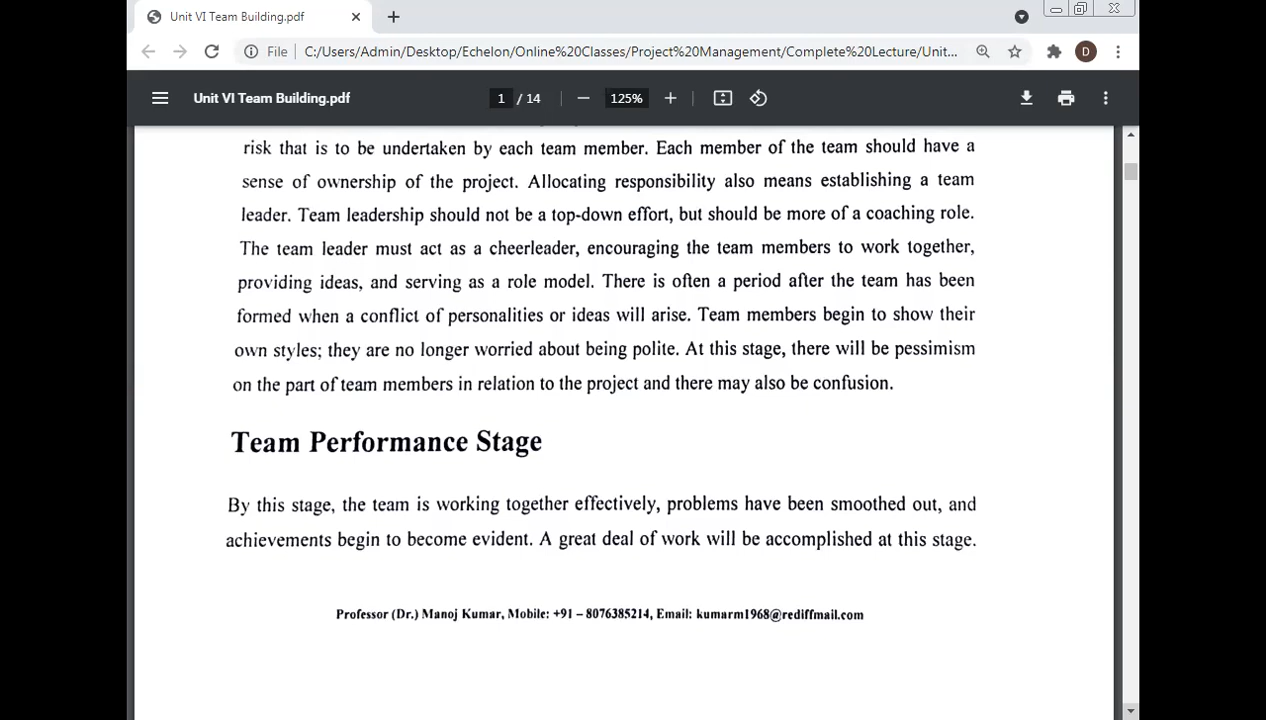 Unit VI Team Building.pdf
File C:/Users/Admin/Desktop/Echelon/Online%20Classes/Project%20Management/Complete%20Lecture/Unit...
D
Unit VI Team Building.pdf 1 / 14 125%
risk that is to be undertaken by each team member. Each member of the team should have a
sense of ownership of the project. Allocating responsibility also means establishing a team
leader. Team leadership should not be a top-down effort, but should be more of a coaching role.
The team leader must act as a cheerleader, encouraging the team members to work together,
providing ideas, and serving as a role model. There is often a period after the team has been
formed when a conflict of personalities or ideas will arise. Team members begin to show their
own styles; they are no longer worried about being polite. At this stage, there will be pessimism
on the part of team members in relation to the project and there may also be confusion.
Team Performance Stage
By this stage, the team is working together effectively, problems have been smoothed out, and
achievements begin to become evident. A great deal of work will be accomplished at this stage.
Professor (Dr.) Manoj Kumar, Mobile: +91 – 8076385214, Email: kumarm1968@rediffmail.com